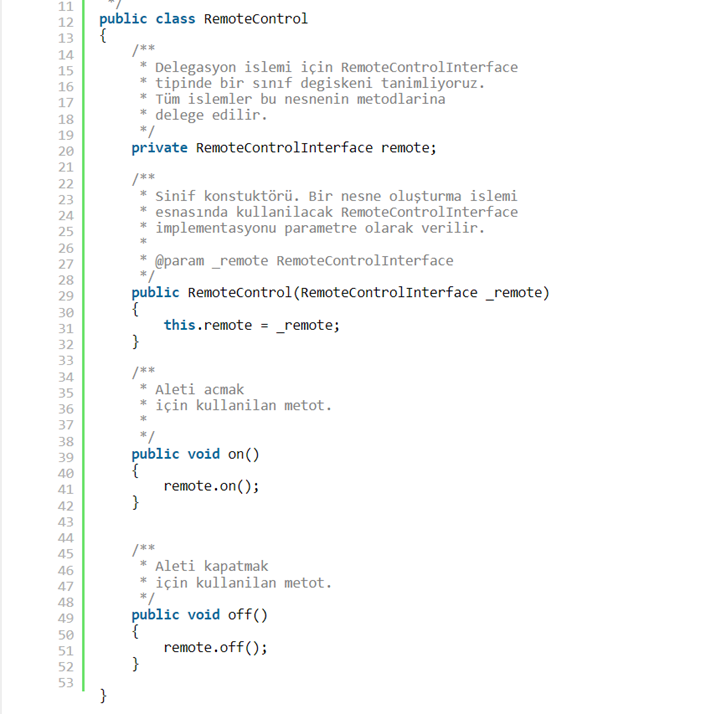 11 */
12 public class RemoteControl
13 {
14 /**
15 * Delegasyon islemi için RemoteControlInterface
16 * tipinde bir sınıf degiskeni tanimliyoruz.
17 * Tüm islemler bu nesnenin metodlarina
18 * delege edilir.
19 */
20 private RemoteControlInterface remote;
21
22 /**
23 * Sinif konstuktörü. Bir nesne oluşturma islemi
24 * esnasında kullanilacak RemoteControlInterface
25 * implementasyonu parametre olarak verilir.
26 *
27 * @param _remote RemoteControlInterface
28 */
29 public RemoteControl(RemoteControlInterface _remote)
30 {
31 this.remote = _remote;
32 }
33
34 /**
35 * Aleti acmak
36 * için kullanilan metot.
37 *
38 */
39 public void on()
40 {
41 remote.on();
42 }
43
44
45 /**
46 * Aleti kapatmak
47 * için kullanilan metot.
48 */
49 public void off()
50 {
51 remote.off();
52 }
53
}